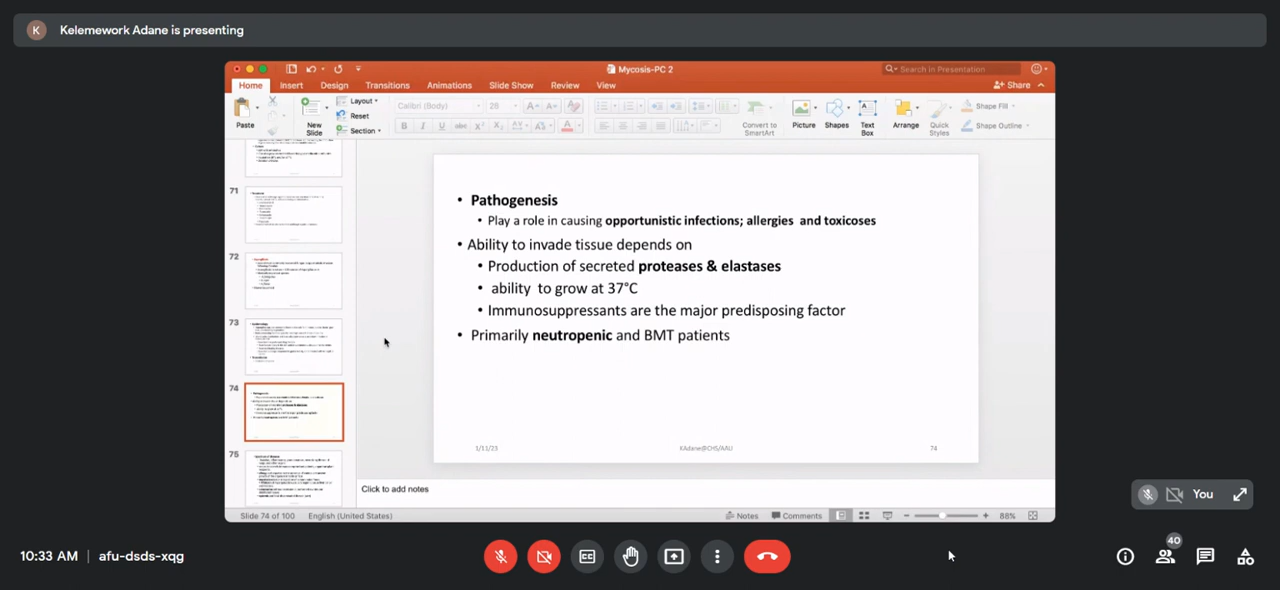 K Kelemework Adane is presenting
Mycosis-PC 2
Search in Presentation
Home Insert Design Transitions Animations Slide Show Review View
Share
Paste
New Slide
Layout
Reset
Section
Calibri (Body) 28
Convert to SmartArt
Picture
Shapes
Text Box
Arrange
Quick Styles
Shape Fill
Shape Outline
71
72
73
74
75
• Pathogenesis
• Play a role in causing opportunistic infections; allergies and toxicoses
• Ability to invade tissue depends on
• Production of secreted proteases & elastases
• ability to grow at 37°C
• Immunosuppressants are the major predisposing factor
• Primarily neutropenic and BMT patients
1/11/23 KAdane@CHS/AAU 74
Click to add notes
Slide 74 of 100 English (United States) Notes Comments 88%
You
10:33 AM | afu-dsds-xqg
40